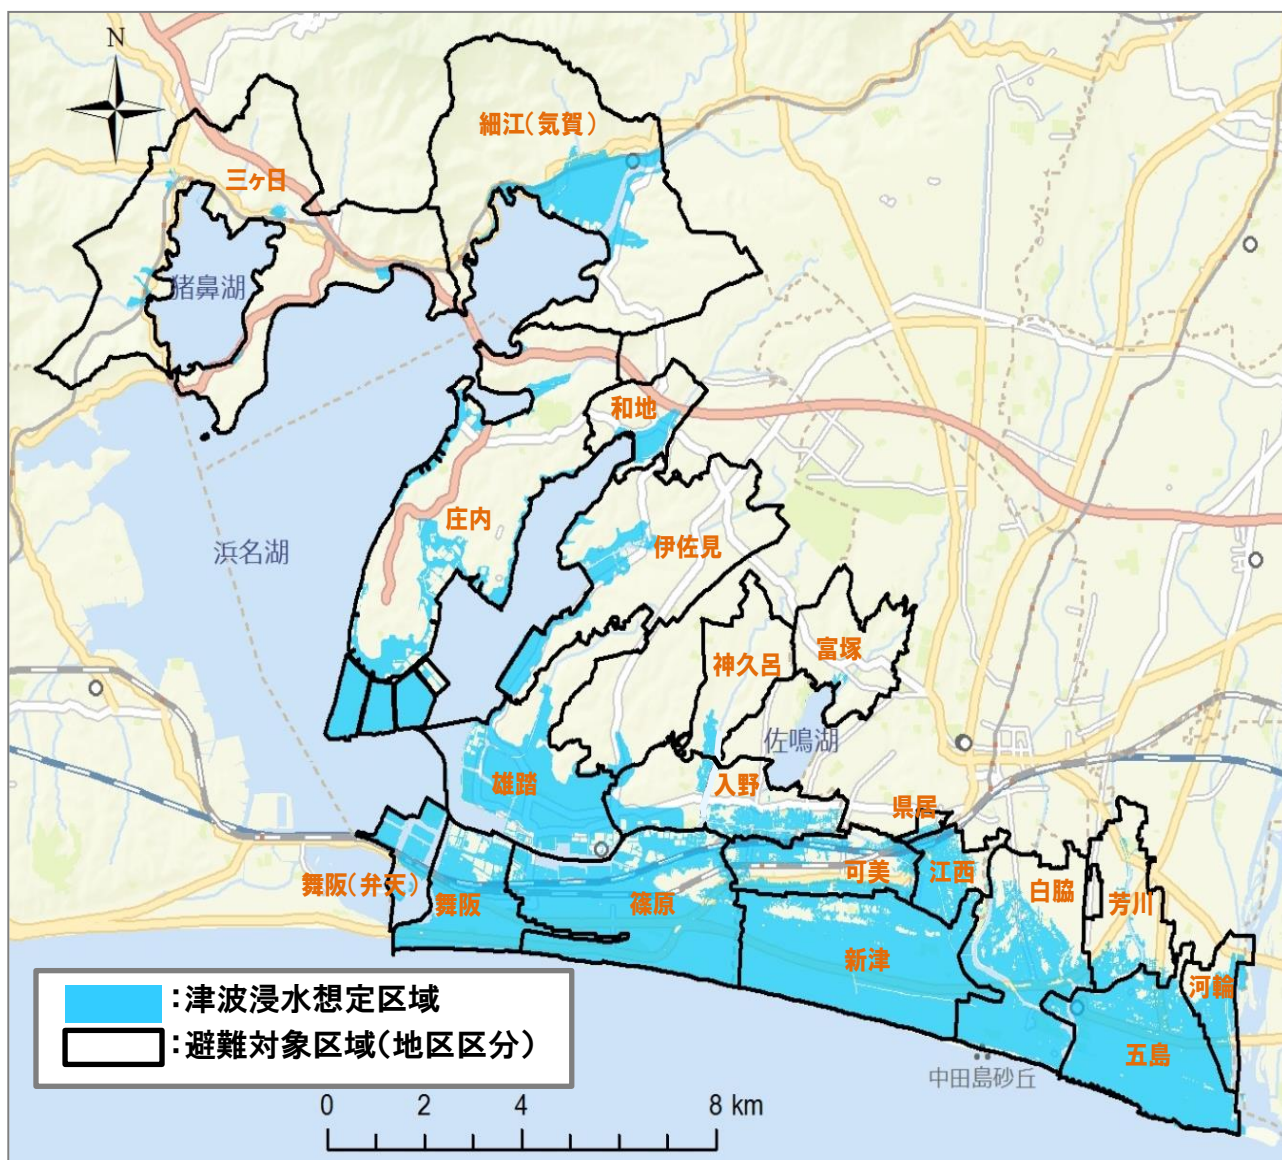 N
細江（気賀）
三ヶ日
猪鼻湖
和地
庄内
伊佐見
浜名湖
神久呂
富塚
佐鳴湖
雄踏
入野
県居
舞阪（弁天）
舞阪
篠原
可美
江西
白脇
芳川
新津
河輪
五島
中田島砂丘
：津波浸水想定区域
：避難対象区域（地区区分）
0 2 4 8 km